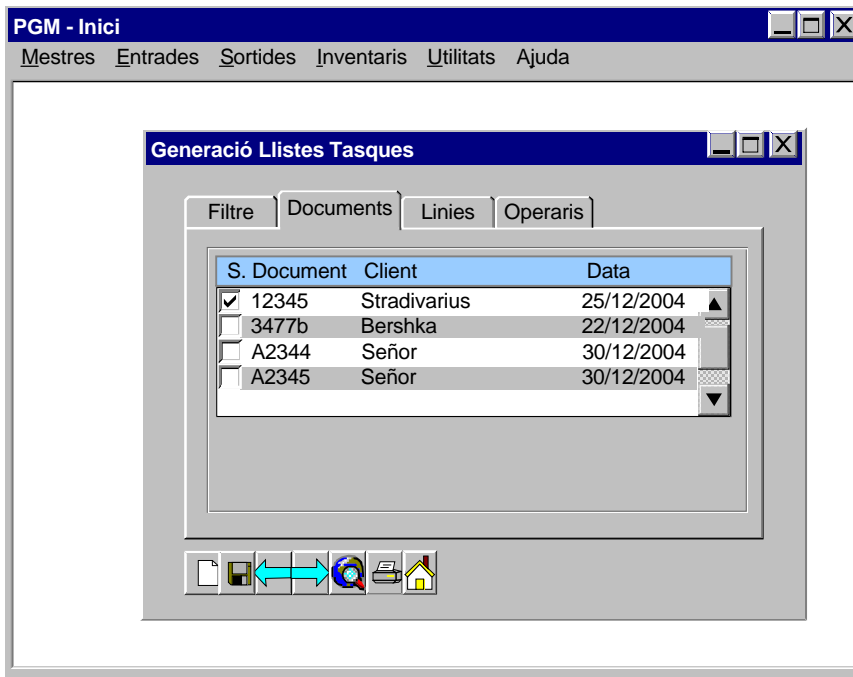 PGM - Inici
Mestres Entrades Sortides Inventaris Utilitats Ajuda
Generació Llistes Tasques
Filtre Documents Linies Operaris
S. Document Client Data
12345 Stradivarius 25/12/2004
3477b Bershka 22/12/2004
A2344 Señor 30/12/2004
A2345 Señor 30/12/2004